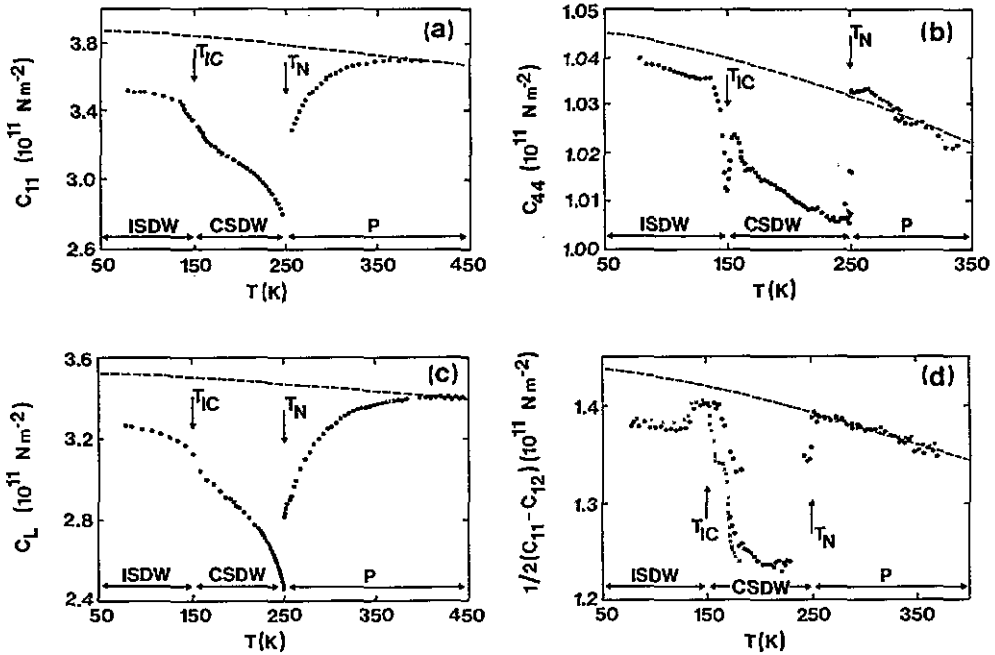 (a)
3.8
3.4
3.0
2.6
C11 (10^11 Nm-2)
TIC
TN
ISDW
CSDW
P
50
150
250
350
450
T(K)
(b)
1.05
1.04
1.03
1.02
1.01
1.00
C44 (10^11 Nm-2)
TIC
TN
ISDW
CSDW
P
50
150
250
350
T(K)
(c)
3.6
3.2
2.8
2.4
CL (10^11 Nm-2)
TIC
TN
ISDW
CSDW
P
50
150
250
350
450
T(K)
(d)
1.4
1.3
1.2
1/2(C11-C12) (10^11 Nm-2)
TIC
TN
ISDW
CSDW
P
50
150
250
350
T(K)